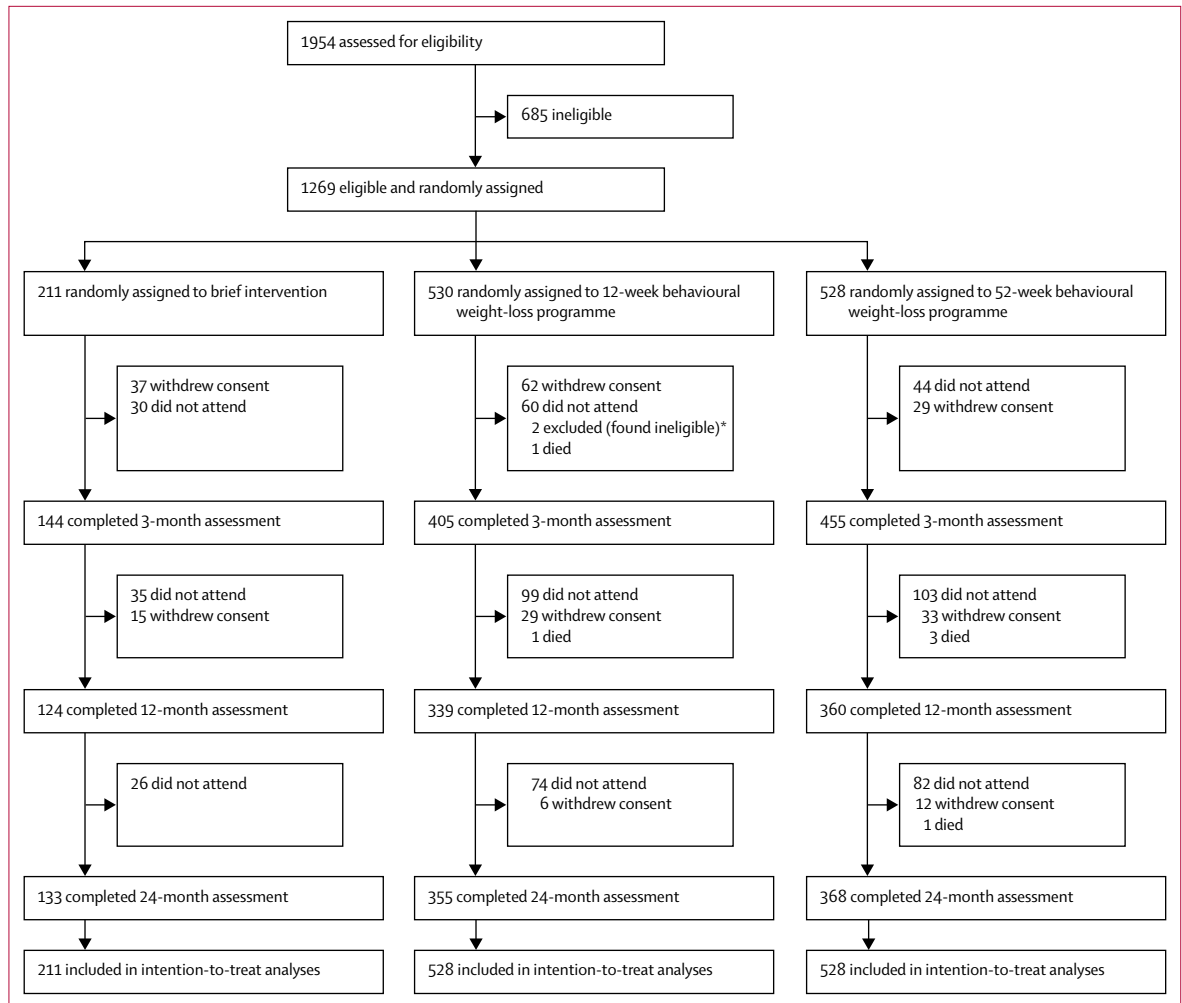 1954 assessed for eligibility
685 ineligible
1269 eligible and randomly assigned
211 randomly assigned to brief intervention
530 randomly assigned to 12-week behavioural
weight-loss programme
528 randomly assigned to 52-week behavioural
weight-loss programme
37 withdrew consent
30 did not attend
62 withdrew consent
60 did not attend
2 excluded (found ineligible)*
1 died
44 did not attend
29 withdrew consent
144 completed 3-month assessment
405 completed 3-month assessment
455 completed 3-month assessment
35 did not attend
15 withdrew consent
99 did not attend
29 withdrew consent
1 died
103 did not attend
33 withdrew consent
3 died
124 completed 12-month assessment
339 completed 12-month assessment
360 completed 12-month assessment
26 did not attend
74 did not attend
6 withdrew consent
82 did not attend
12 withdrew consent
1 died
133 completed 24-month assessment
355 completed 24-month assessment
368 completed 24-month assessment
211 included in intention-to-treat analyses
528 included in intention-to-treat analyses
528 included in intention-to-treat analyses